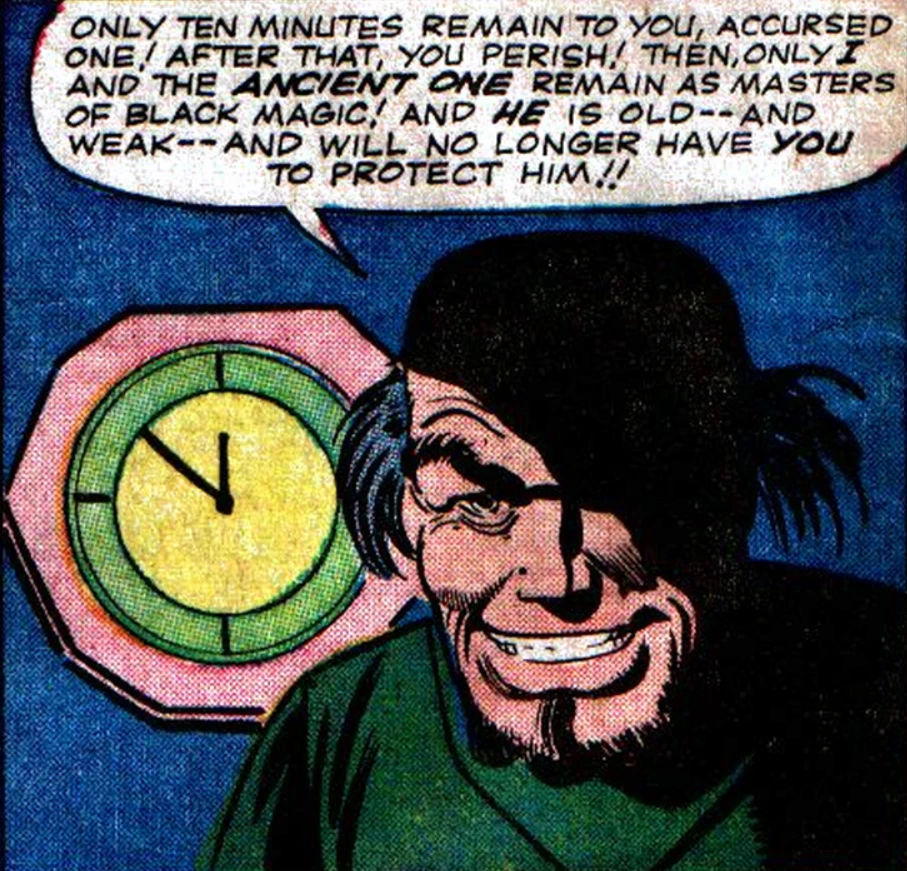 ONLY TEN MINUTES REMAIN TO YOU, ACCURSED
ONE! AFTER THAT, YOU PERISH! THEN, ONLY I
AND THE ANCIENT ONE REMAIN AS MASTERS
OF BLACK MAGIC! AND HE IS OLD--AND
WEAK--AND WILL NO LONGER HAVE YOU
TO PROTECT HIM!!